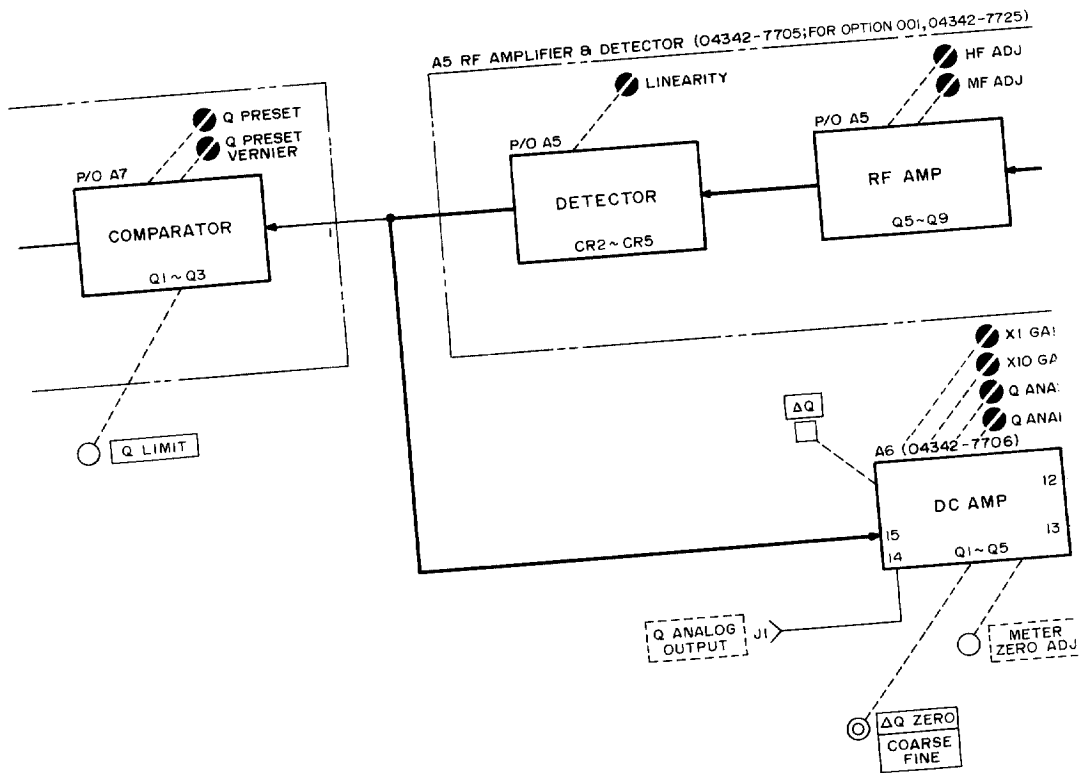 A5 RF AMPLIFIER & DETECTOR (04342-7705;FOR OPTION 001,04342-7725)
HF ADJ
MF ADJ
LINEARITY
Q PRESET
Q PRESET
VERNIER
P/O A7
COMPARATOR
Q1~Q3
P/O A5
DETECTOR
CR2~CR5
P/O A5
RF AMP
Q5~Q9
Q LIMIT
X1
X10
Q
Q
ΔQ
A6 (04342-7706)
DC AMP
12
13
15
14
Q1~Q5
Q ANALOG
OUTPUT
J1
METER
ZERO ADJ
ΔQ ZERO
COARSE
FINE